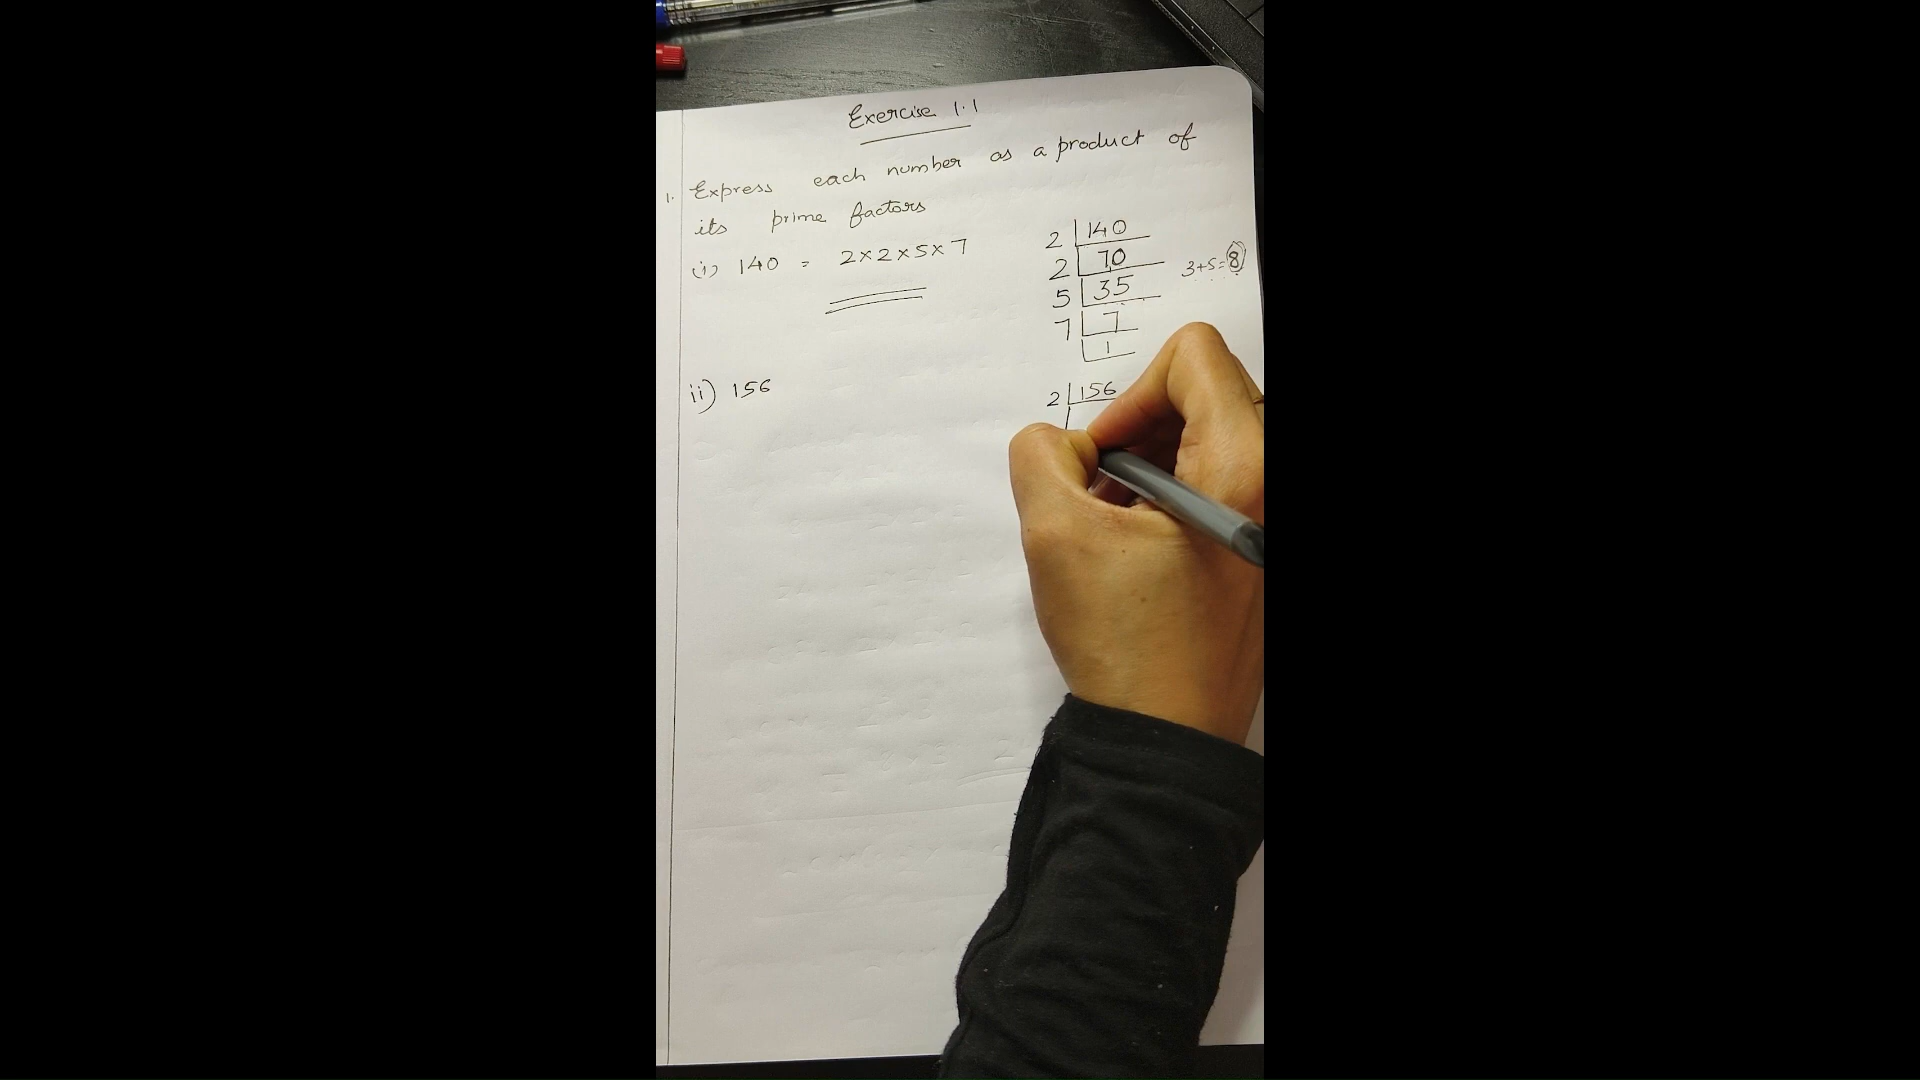 Exercise 1.1
1. Express each number as a product of
its prime factors
(i) 140 = 2×2×5×7
2 140
2 70
5 35
7 7
1
3+5=8
ii) 156
2 156